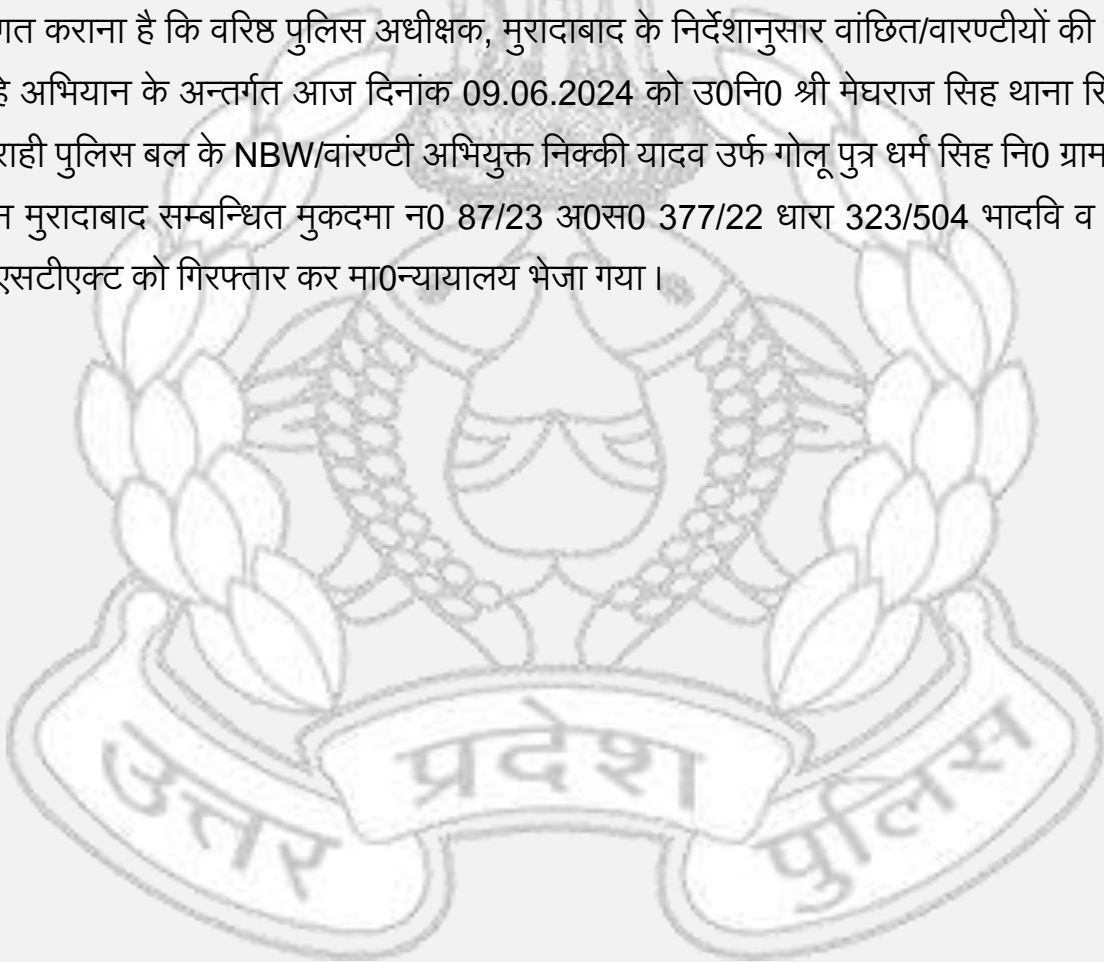 गत कराना है कि वरिष्ठ पुलिस अधीक्षक, मुरादाबाद के निर्देशानुसार वांछित/वारण्टीयों की
हे अभियान के अन्तर्गत आज दिनांक 09.06.2024 को उ0नि0 श्री मेघराज सिह थाना
राही पुलिस बल के NBW/वांरण्टी अभियुक्त निक्की यादव उर्फ गोलू पुत्र धर्म सिह नि0 ग्राम
न मुरादाबाद सम्बन्धित मुकदमा न0 87/23 अ0स0 377/22 धारा 323/504 भादवि व
एसटीएक्ट को गिरफ्तार कर मा0न्यायालय भेजा गया।
उत्तर प्रदेश पुलिस